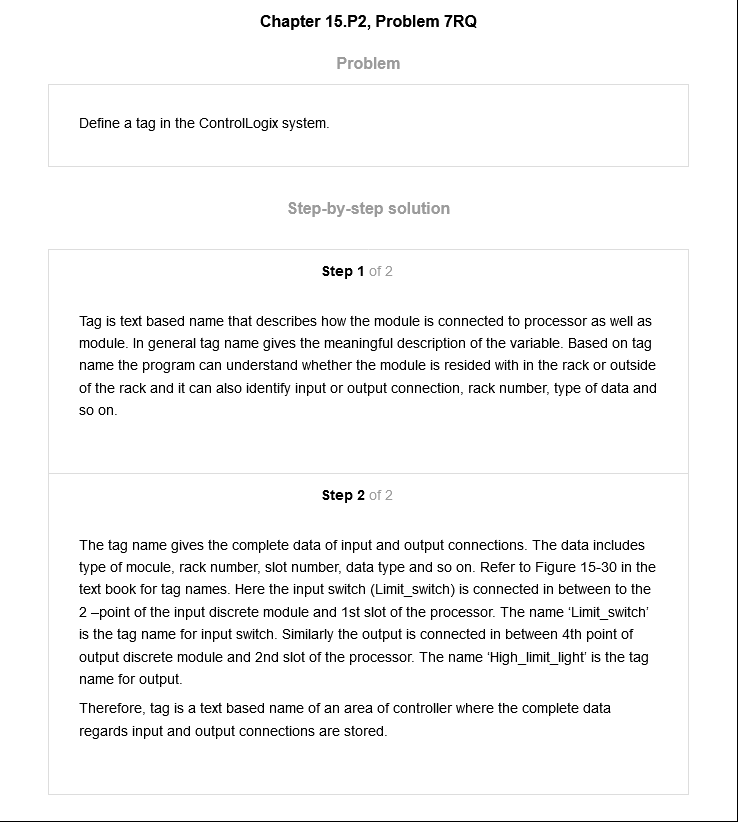 Chapter 15.P2, Problem 7RQ
Problem
Define a tag in the ControlLogix system.
Step-by-step solution
Step 1 of 2
Tag is text based name that describes how the module is connected to processor as well as
module. In general tag name gives the meaningful description of the variable. Based on tag
name the program can understand whether the module is resided with in the rack or outside
of the rack and it can also identify input or output connection, rack number, type of data and
so on.
Step 2 of 2
The tag name gives the complete data of input and output connections. The data includes
type of mocule, rack number, slot number, data type and so on. Refer to Figure 15-30 in the
text book for tag names. Here the input switch (Limit_switch) is connected in between to the
2 –point of the input discrete module and 1st slot of the processor. The name ‘Limit_switch’
is the tag name for input switch. Similarly the output is connected in between 4th point of
output discrete module and 2nd slot of the processor. The name ‘High_limit_light’ is the tag
name for output.
Therefore, tag is a text based name of an area of controller where the complete data
regards input and output connections are stored.